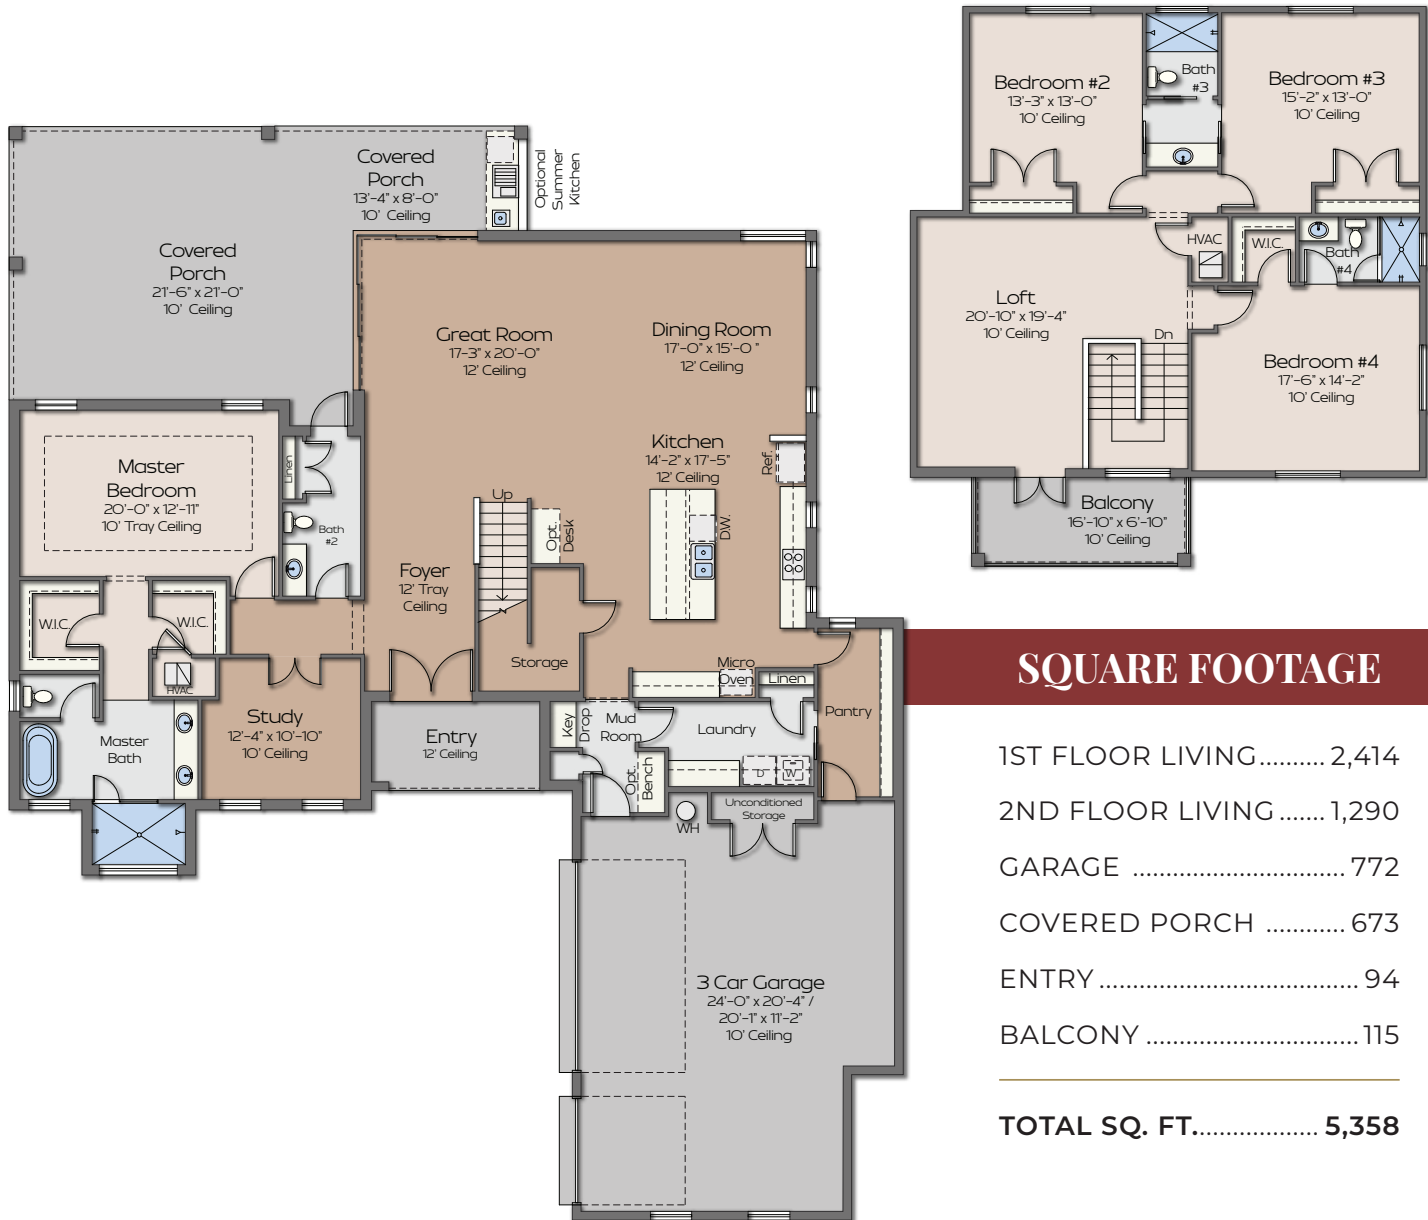 Covered
Porch
13'-4" x 8'-0"
10' Ceiling
Optional
Summer
Kitchen
Covered
Porch
21'-6" x 21'-0"
10' Ceiling
Great Room
17-3" x 20'-0"
12' Ceiling
Dining Room
17'-0" x 15'-0 "
12' Ceiling
Kitchen
14'-2" x 17'-5"
12' Ceiling
Ref.
D.W.
Master
Bedroom
20'-0" x 12'-11"
10' Tray Ceiling
Linen
Bath
#2
Up
Opt.
Desk
Foyer
12' Tray
Ceiling
W.I.C.
W.I.C.
HVAC
Storage
Micro
Oven
Linen
Pantry
Study
12'-4" x 10'-10"
10' Ceiling
Master
Bath
Entry
12' Ceiling
Key
Drop
Mud
Room
Laundry
Opt.
Bench
D
W
Unconditioned
Storage
WH
3 Car Garage
24'-0" x 20'-4" /
20'-1" x 11'-2"
10' Ceiling
Bedroom #2
13'-3" x 13'-0"
10' Ceiling
Bath
#3
Bedroom #3
15'-2" x 13'-0"
10' Ceiling
HVAC
W.I.C.
Bath
#4
Loft
20'-10" x 19'-4"
10' Ceiling
Dn
Bedroom #4
17'-6" x 14'-2"
10' Ceiling
Balcony
16'-10" x 6'-10"
10' Ceiling
SQUARE FOOTAGE
1ST FLOOR LIVING.......... 2,414
2ND FLOOR LIVING ....... 1,290
GARAGE ................................ 772
COVERED PORCH ............ 673
ENTRY ....................................... 94
BALCONY ................................ 115
TOTAL SQ. FT................... 5,358